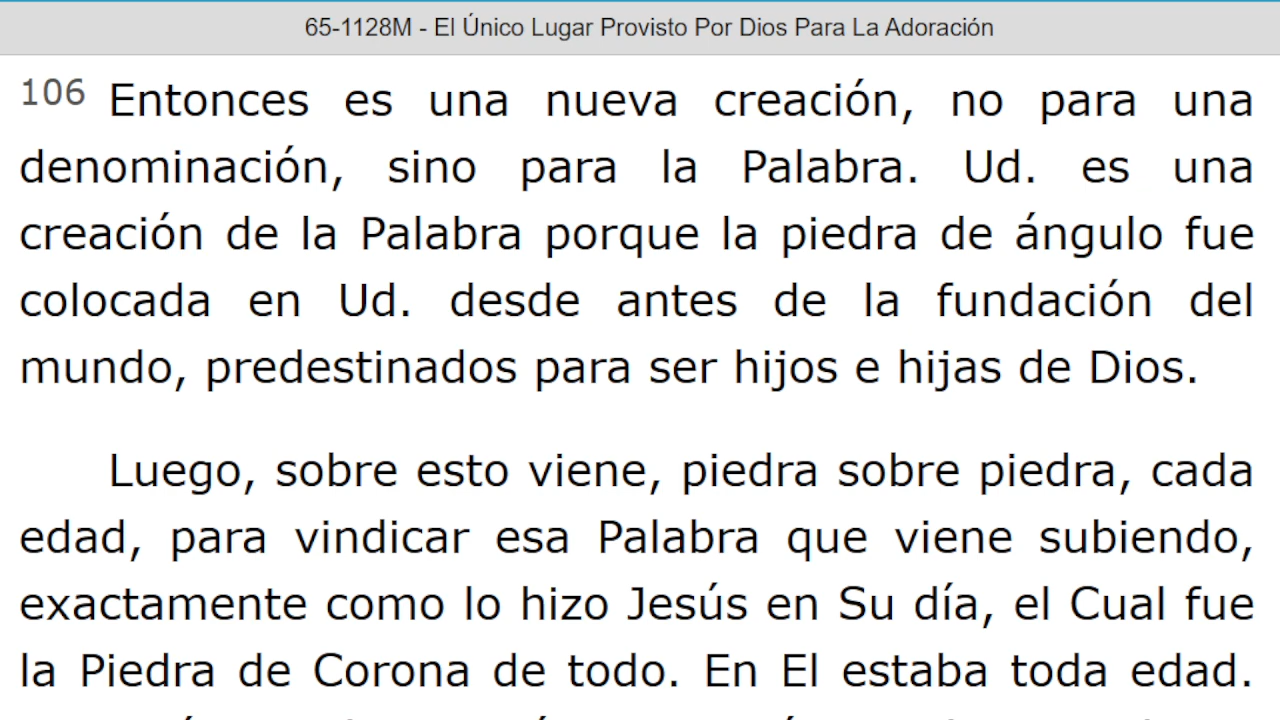 65-1128M - El Único Lugar Provisto Por Dios Para La Adoración
106 Entonces es una nueva creación, no para una
denominación, sino para la Palabra. Ud. es una
creación de la Palabra porque la piedra de ángulo fue
colocada en Ud. desde antes de la fundación del
mundo, predestinados para ser hijos e hijas de Dios.
Luego, sobre esto viene, piedra sobre piedra, cada
edad, para vindicar esa Palabra que viene subiendo,
exactamente como lo hizo Jesús en Su día, el Cual fue
la Piedra de Corona de todo. En El estaba toda edad.